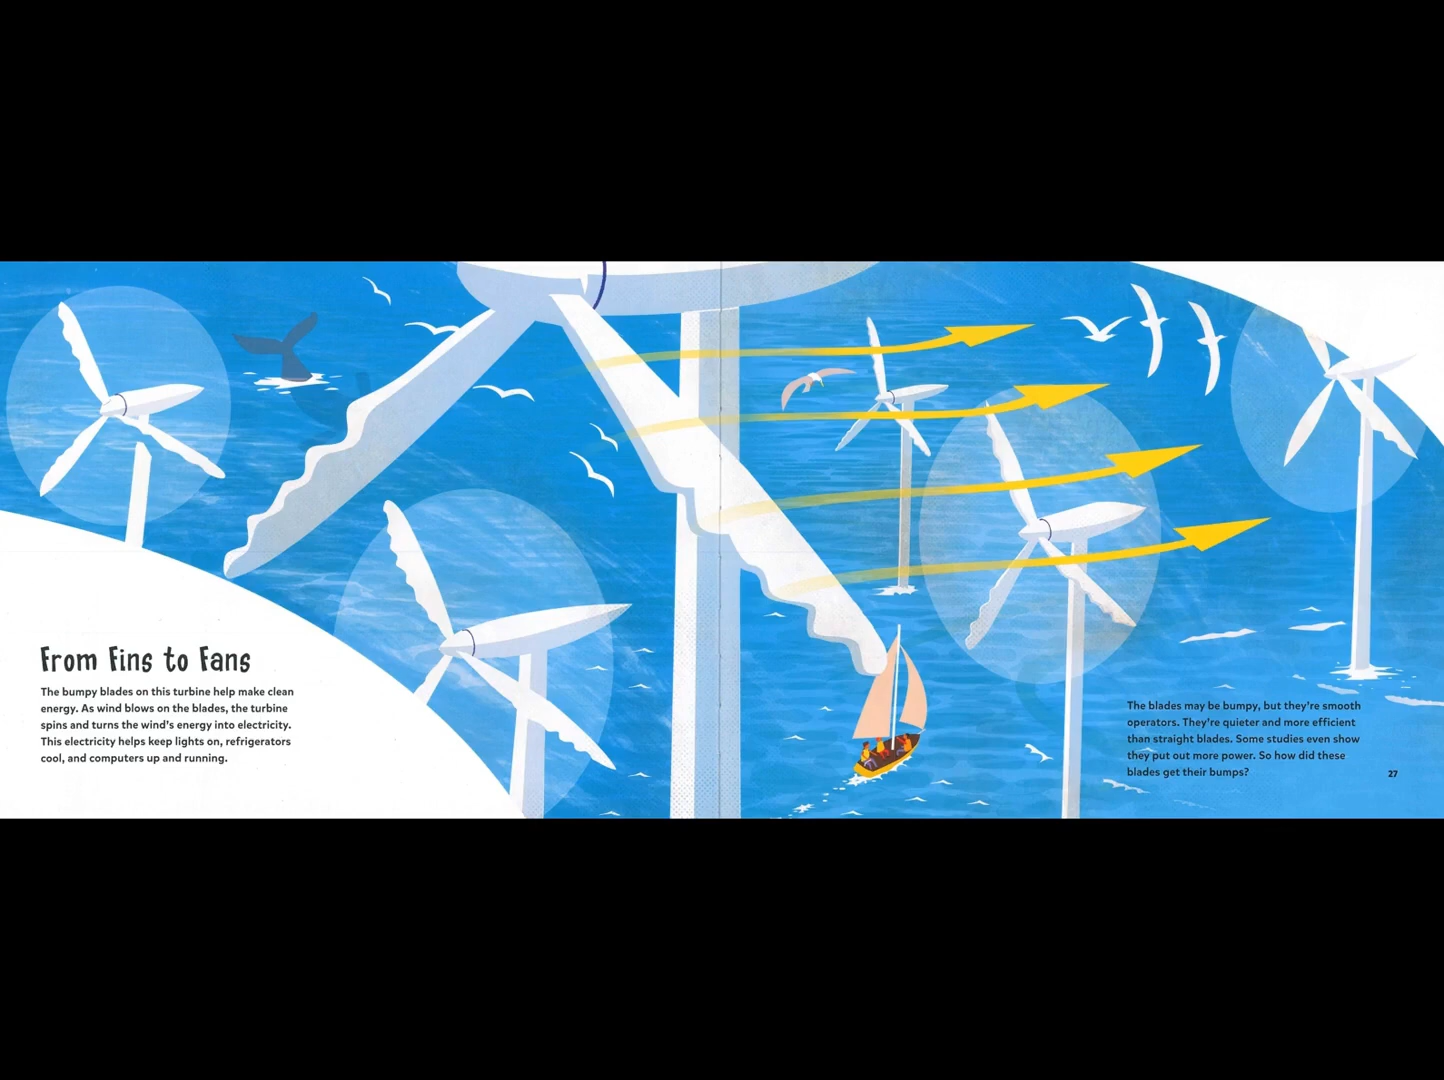 From Fins to Fans
The bumpy blades on this turbine help make clean
energy. As wind blows on the blades, the turbine
spins and turns the wind's energy into electricity.
This electricity helps keep lights on, refrigerators
cool, and computers up and running.
The blades may be bumpy, but they're smooth
operators. They're quieter and more efficient
than straight blades. Some studies even show
they put out more power. So how did these
blades get their bumps?
27